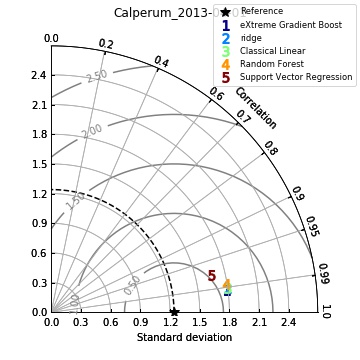 Calperum_2013-
Reference
1 eXtreme Gradient Boost
2 ridge
3 Classical Linear
4 Random Forest
5 Support Vector Regression
0.0 0.2 0.4 0.6 0.7 0.8 0.9 0.95 0.99 1.0
Correlation
2.4
2.1
1.8
1.5
1.2
0.9
0.6
0.3
0.0
2.50
2.00
1.50
0.50
5
0.0 0.3 0.6 0.9 1.2 1.5 1.8 2.1 2.4
Standard deviation